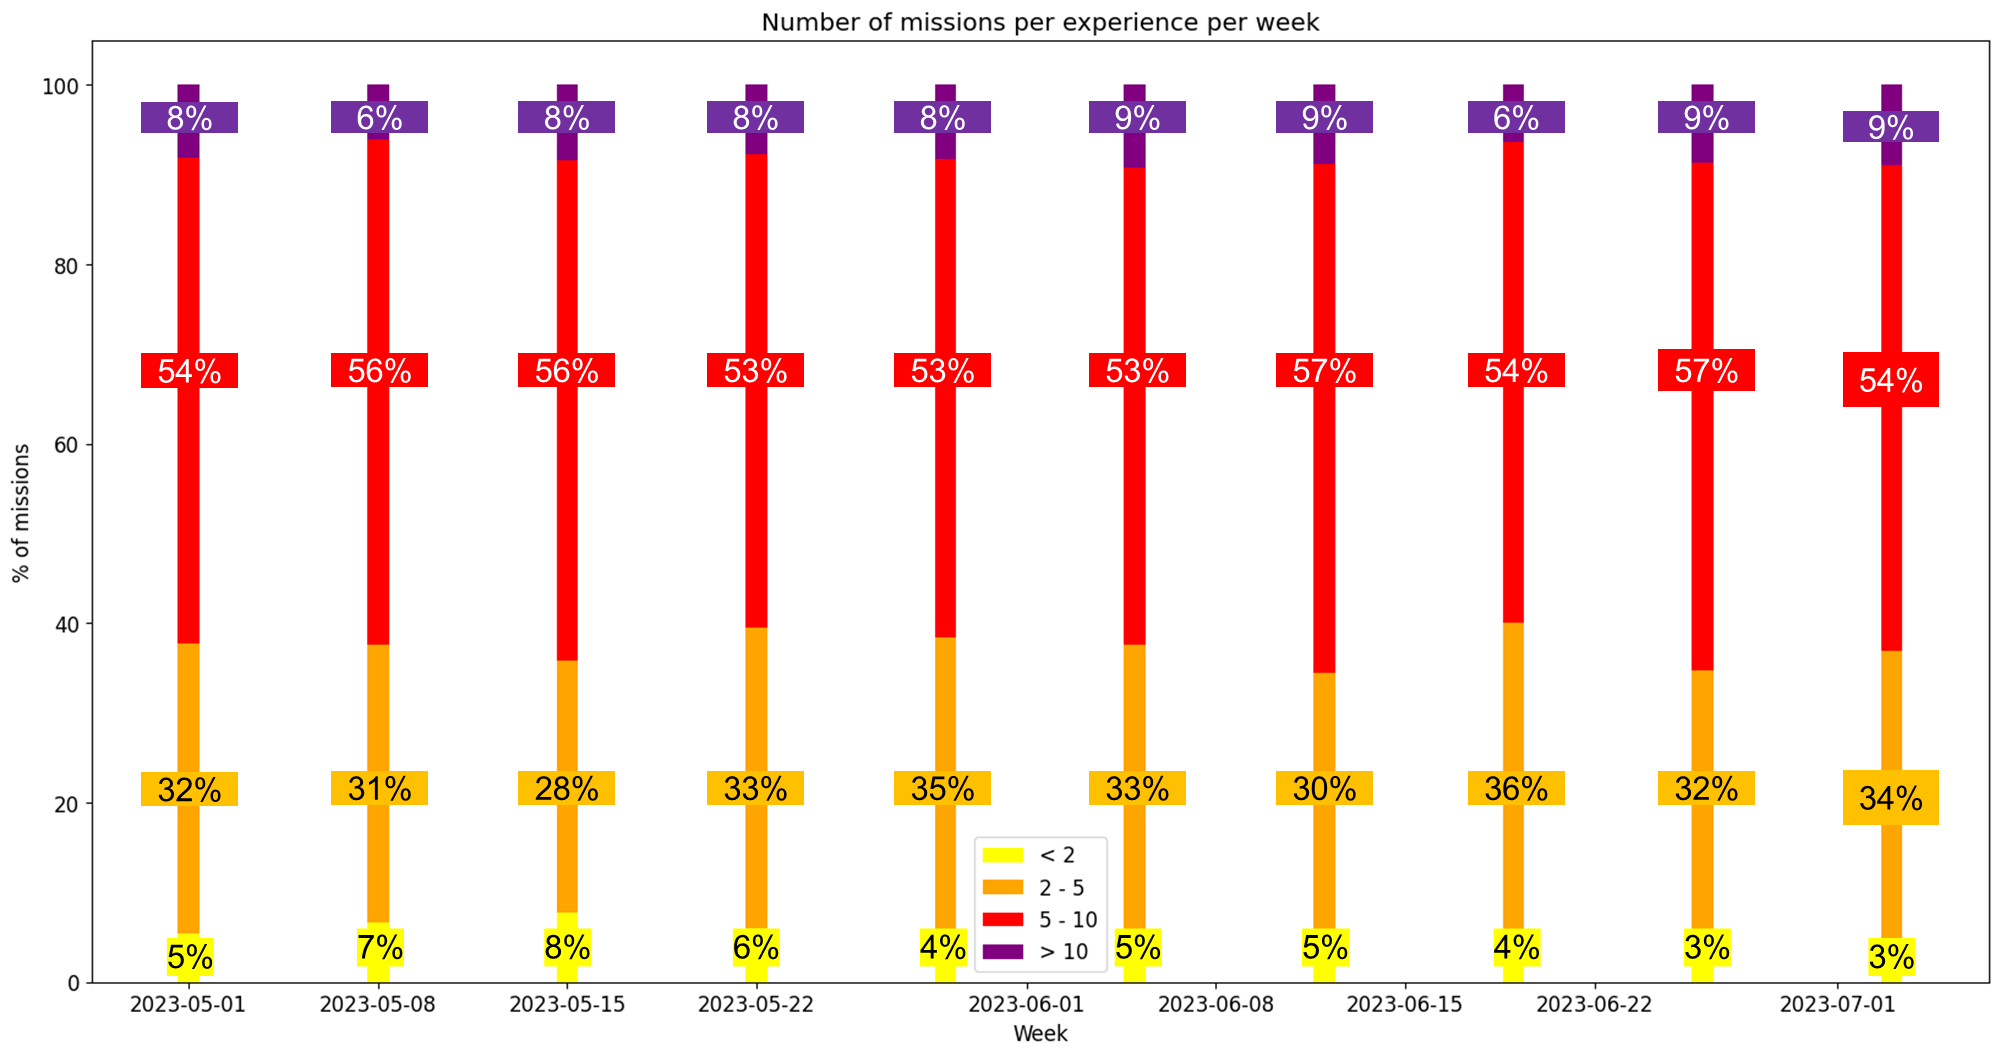 Number of missions per experience per week
100
8% 6% 8% 8% 8% 9% 9% 6% 9% 9%
80
54% 56% 56% 53% 53% 53% 57% 54% 57% 54%
60
% of missions
40
32% 31% 28% 33% 35% 33% 30% 36% 32% 34%
20
< 2
2 - 5
5 - 10
> 10
5% 7% 8% 6% 4% 5% 5% 4% 3% 3%
0
2023-05-01 2023-05-08 2023-05-15 2023-05-22 2023-06-01 2023-06-08 2023-06-15 2023-06-22 2023-07-01
Week